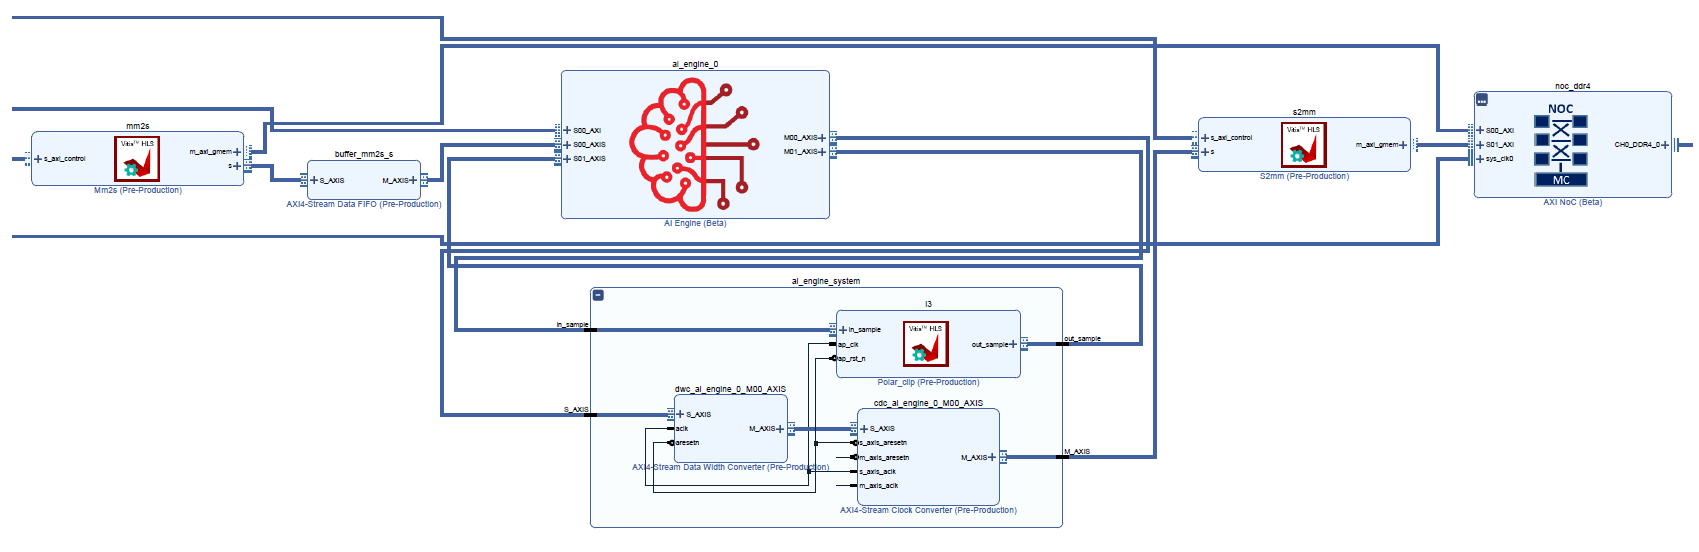 mm2s
s_axi_control
Vitis™ HLS
m_axi_gmem
s
Mm2s (Pre-Production)
buffer_mm2s_s
S_AXIS
M_AXIS
AXI4-Stream Data FIFO (Pre-Production)
ai_engine_0
S00_AXI
S00_AXIS
S01_AXIS
M00_AXIS
M01_AXIS
AI Engine (Beta)
s2mm
s_axi_control
s
Vitis™ HLS
m_axi_gmem
S2mm (Pre-Production)
noc_ddr4
NOC
S00_AXI
S01_AXI
sys_clk0
CH0_DDR4_0
MC
AXI NoC (Beta)
ai_engine_system
in_sample
S_AXIS
i3
in_sample
ap_clk
ap_rst_n
Vitis™ HLS
out_sample
Polar_clip (Pre-Production)
out_sample
dwc_ai_engine_0_M00_AXIS
S_AXIS
aclk
aresetn
M_AXIS
AXI4-Stream Data Width Converter (Pre-Production)
cdc_ai_engine_0_M00_AXIS
S_AXIS
s_axis_aresetn
m_axis_aresetn
s_axis_aclk
m_axis_aclk
M_AXIS
AXI4-Stream Clock Converter (Pre-Production)
M_AXIS